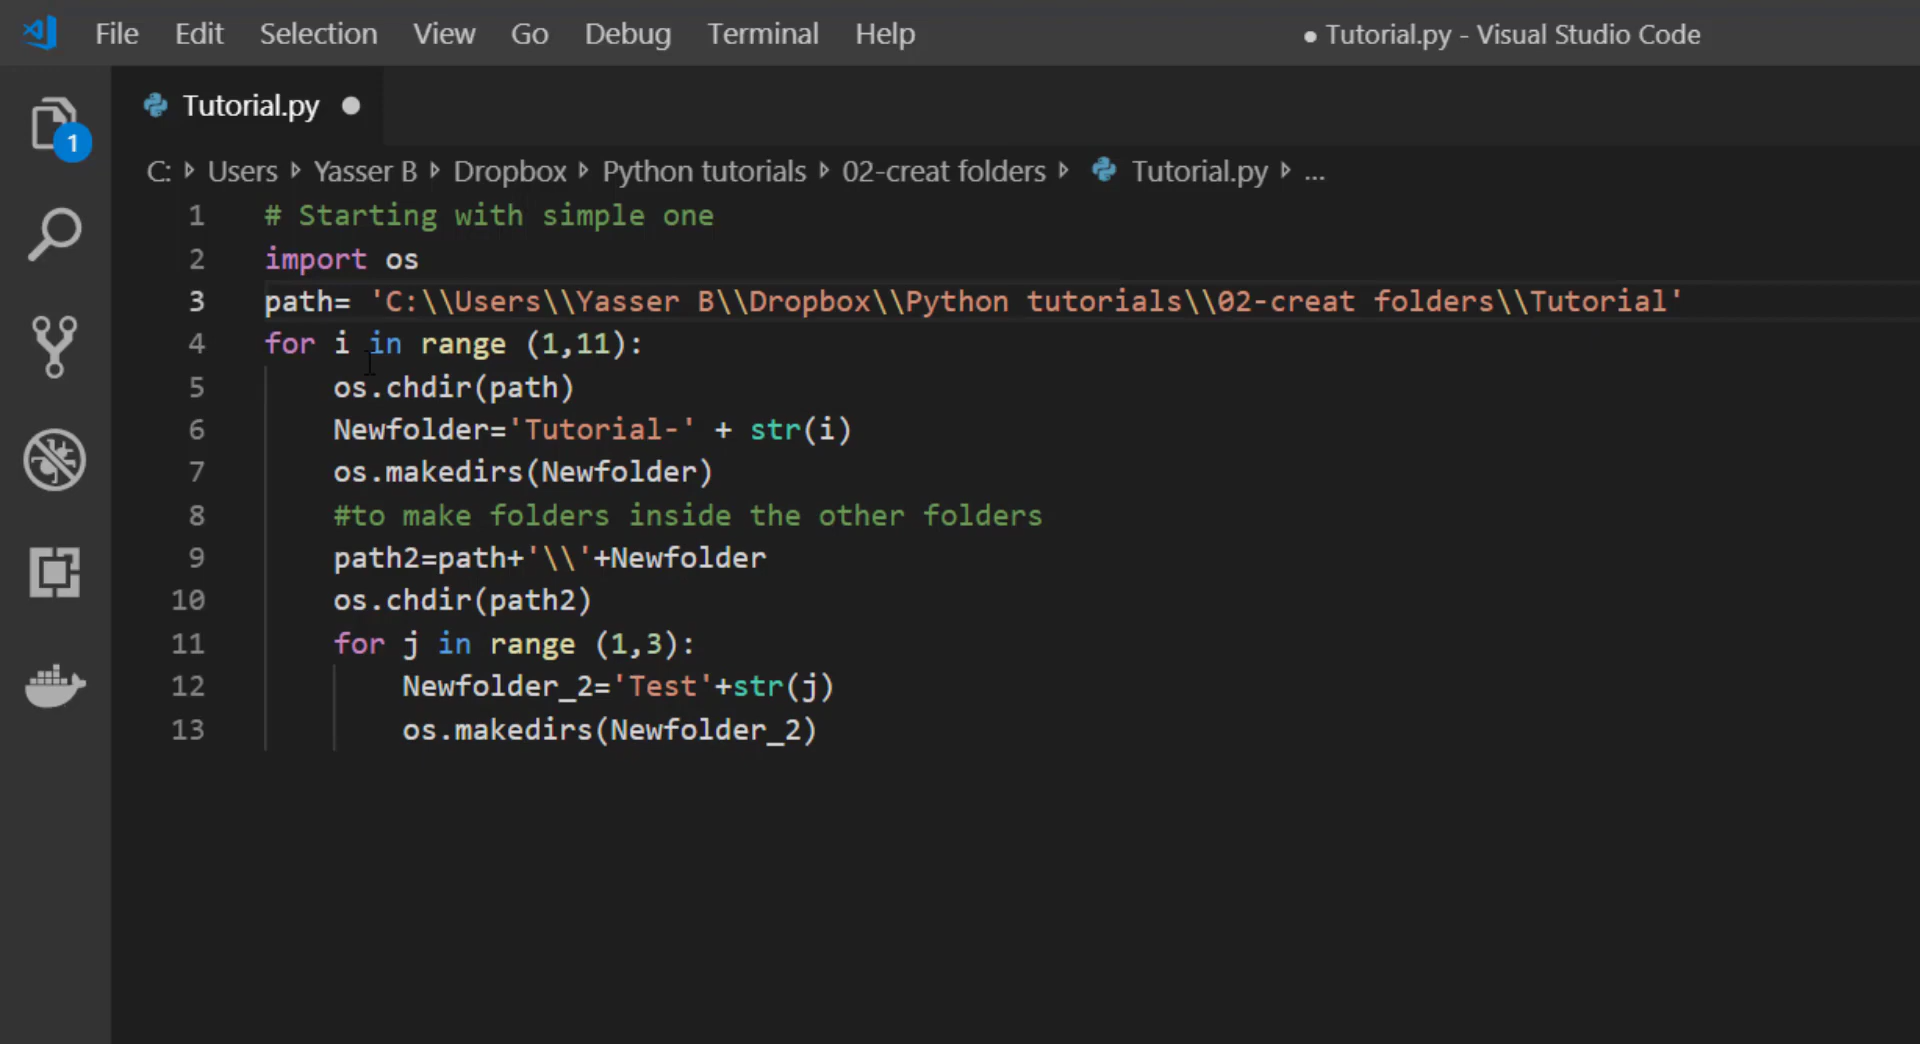 File Edit Selection View Go Debug Terminal Help ● Tutorial.py - Visual Studio Code
Tutorial.py ●
1
C: Users Yasser B Dropbox Python tutorials 02-creat folders Tutorial.py ...
1 # Starting with simple one
2 import os
3 path= 'C:\\Users\\Yasser B\\Dropbox\\Python tutorials\\02-creat folders\\Tutorial'
4 for i in range (1,11):
5     os.chdir(path)
6     Newfolder='Tutorial-' + str(i)
7     os.makedirs(Newfolder)
8     #to make folders inside the other folders
9     path2=path+'\\'+Newfolder
10     os.chdir(path2)
11     for j in range (1,3):
12         Newfolder_2='Test'+str(j)
13         os.makedirs(Newfolder_2)